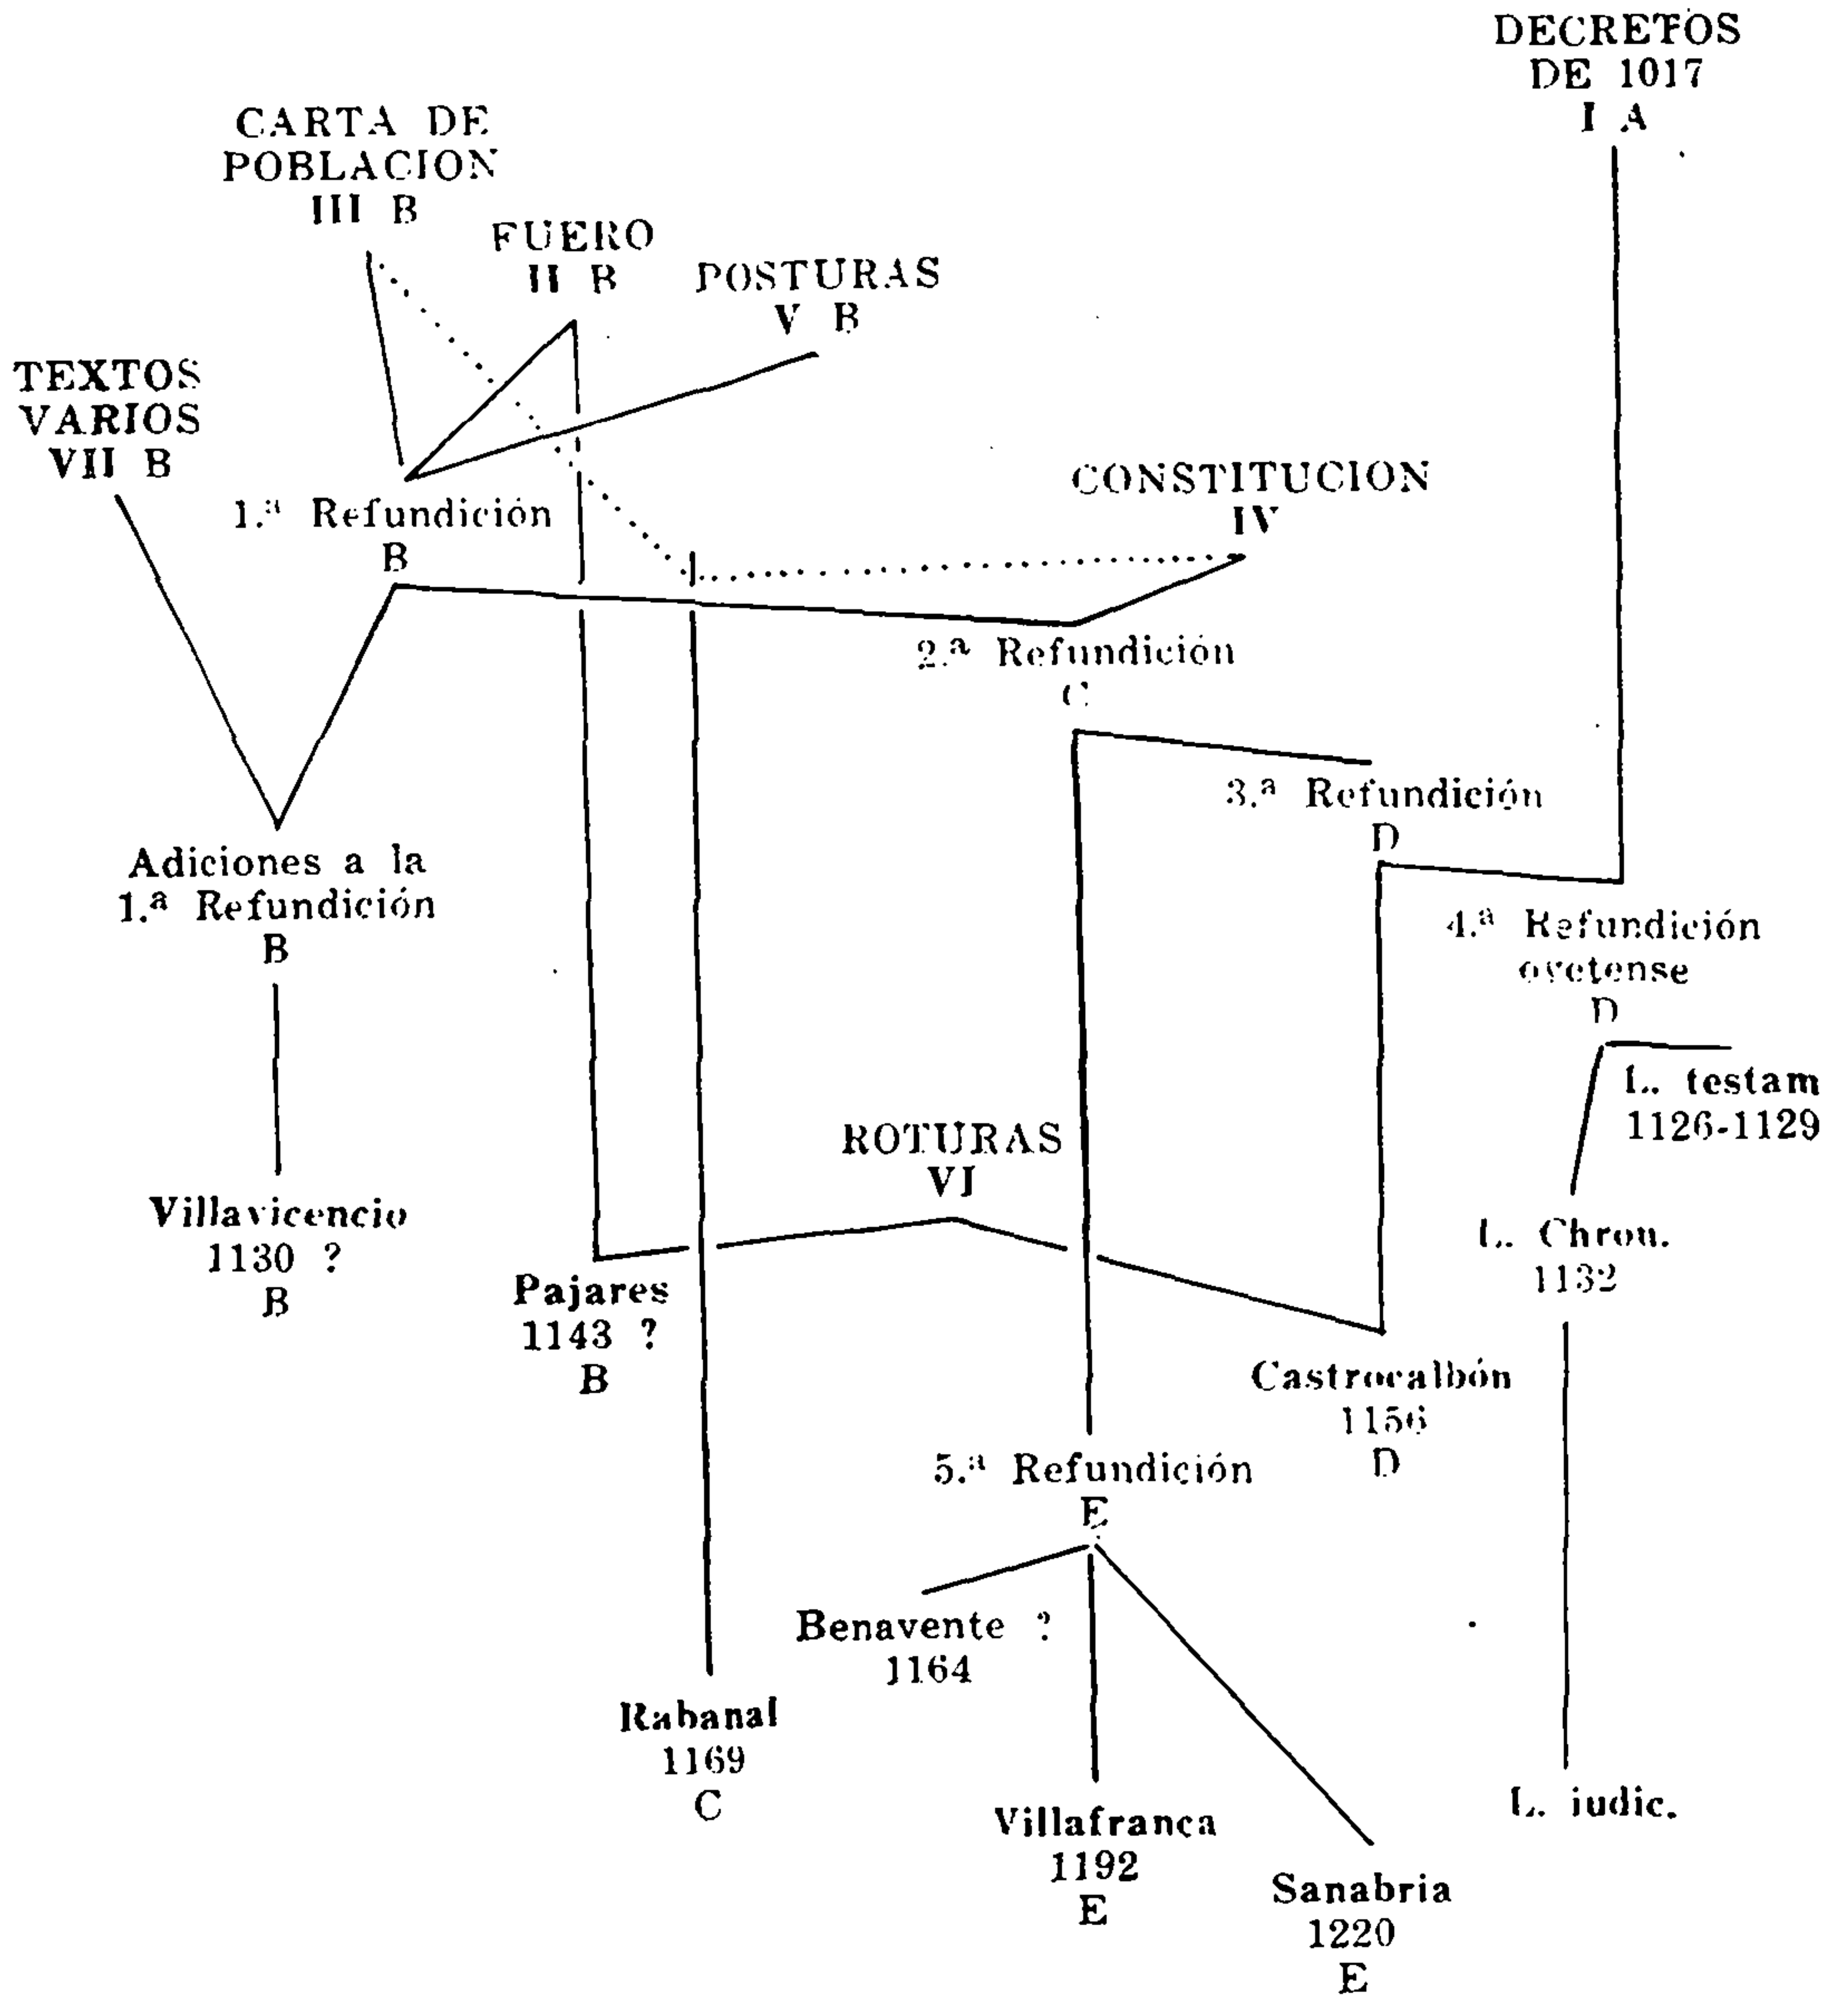 DECRETOS
DE 1017
I A
CARTA DE
POBLACION
III B
FUERO
II B
POSTURAS
V B
TEXTOS
VARIOS
VII B
CONSTITUCION
IV
1.ª Refundición
B
2.ª Refundición
C
3.ª Refundición
D
Adiciones a la
1.ª Refundición
B
4.ª Refundición
ovetense
D
L. testam
1126-1129
ROTURAS
VI
Villavicencio
1130 ?
B
L. Chron.
1132
Pajares
1143 ?
B
Castrocalbón
1156
D
5.ª Refundición
E
Benavente ?
1164
Rabanal
1169
C
Villafranca
1192
E
L. iudic.
Sanabria
1220
E